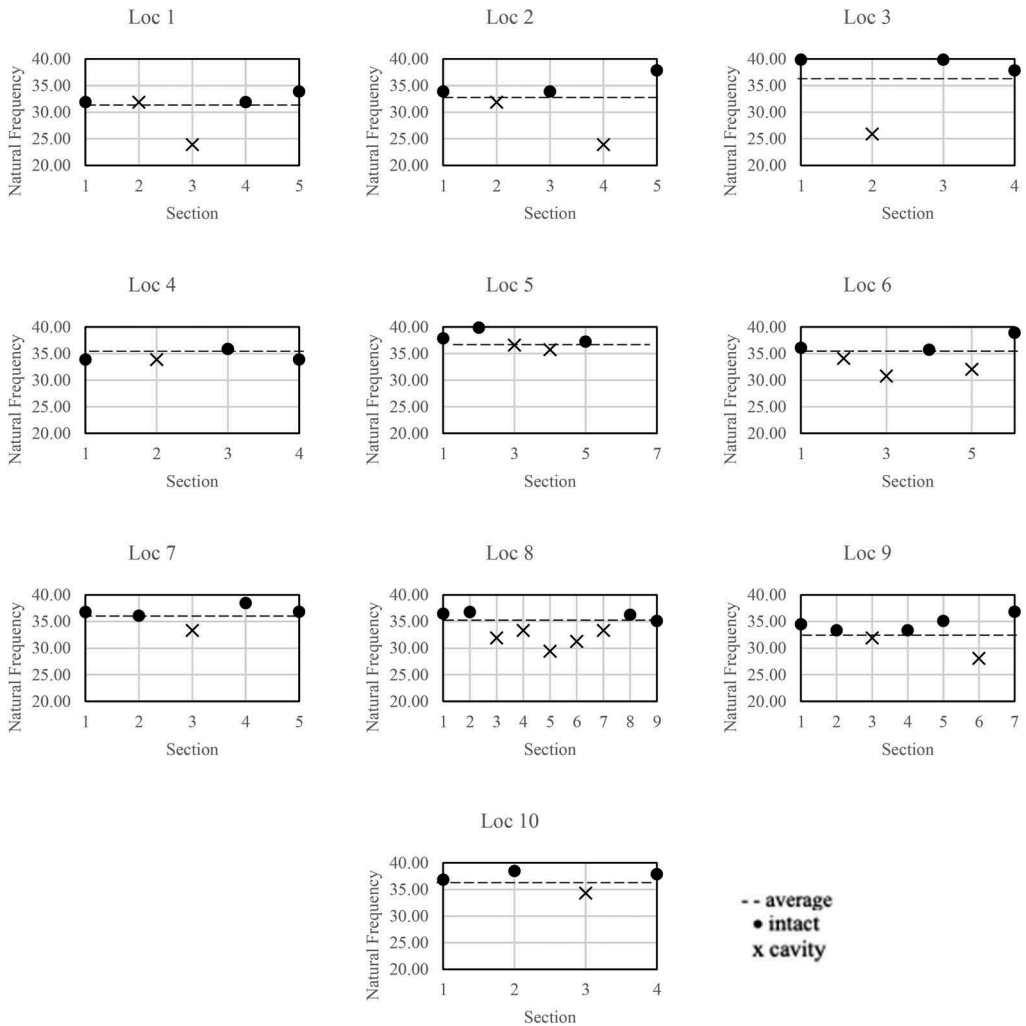 Loc 1
Natural Frequency
40.00
35.00
30.00
25.00
20.00
1 2 3 4 5
Section
Loc 2
Natural Frequency
40.00
35.00
30.00
25.00
20.00
1 2 3 4 5
Section
Loc 3
Natural Frequency
40.00
35.00
30.00
25.00
20.00
1 2 3 4
Section
Loc 4
Natural Frequency
40.00
35.00
30.00
25.00
20.00
1 2 3 4
Section
Loc 5
Natural Frequency
40.00
35.00
30.00
25.00
20.00
1 3 5 7
Section
Loc 6
Natural Frequency
40.00
35.00
30.00
25.00
20.00
1 3 5
Section
Loc 7
Natural Frequency
40.00
35.00
30.00
25.00
20.00
1 2 3 4 5
Section
Loc 8
Natural Frequency
40.00
35.00
30.00
25.00
20.00
1 2 3 4 5 6 7 8 9
Section
Loc 9
Natural Frequency
40.00
35.00
30.00
25.00
20.00
1 2 3 4 5 6 7
Section
Loc 10
Natural Frequency
40.00
35.00
30.00
25.00
20.00
1 2 3 4
Section
-- average
● intact
x cavity